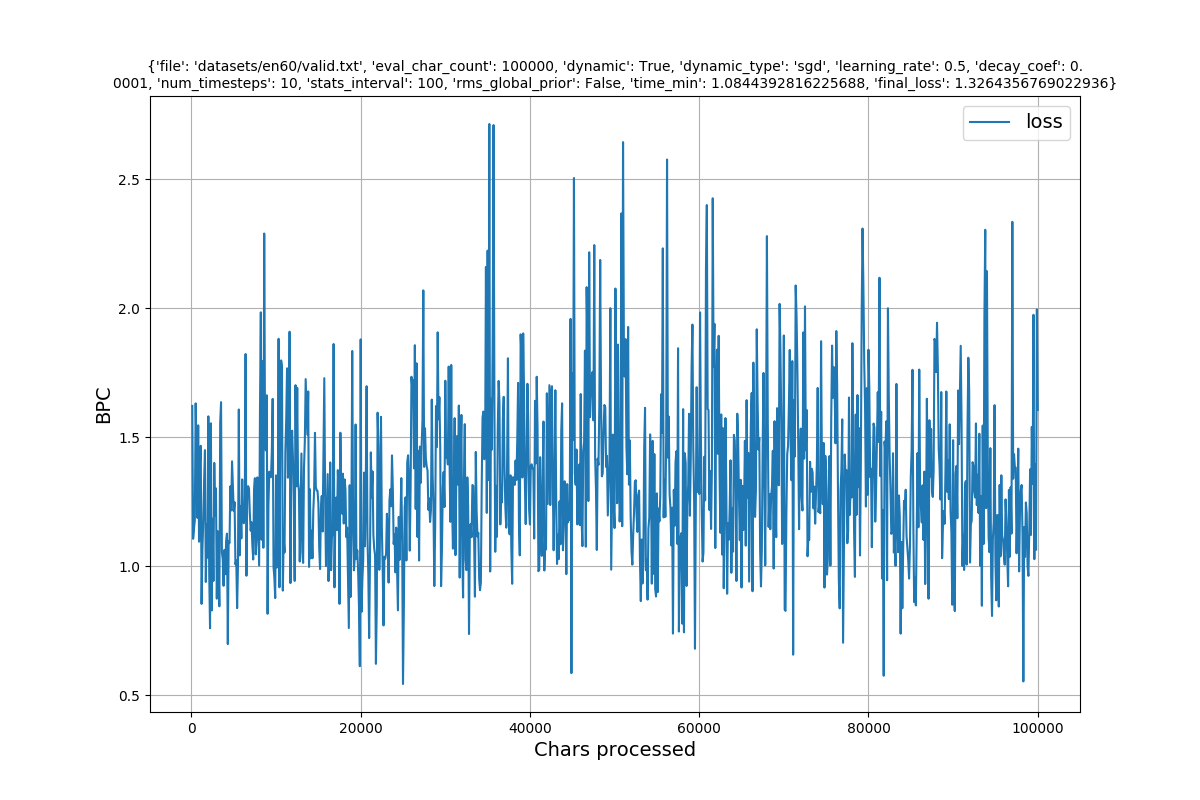 {'file': 'datasets/en60/valid.txt', 'eval_char_count': 100000, 'dynamic': True, 'dynamic_type': 'sgd', 'learning_rate': 0.5, 'decay_coef': 0.
0001, 'num_timesteps': 10, 'stats_interval': 100, 'rms_global_prior': False, 'time_min': 1.0844392816225688, 'final_loss': 1.3264356769022936}
loss
2.5
2.0
1.5
1.0
0.5
BPC
0 20000 40000 60000 80000 100000
Chars processed